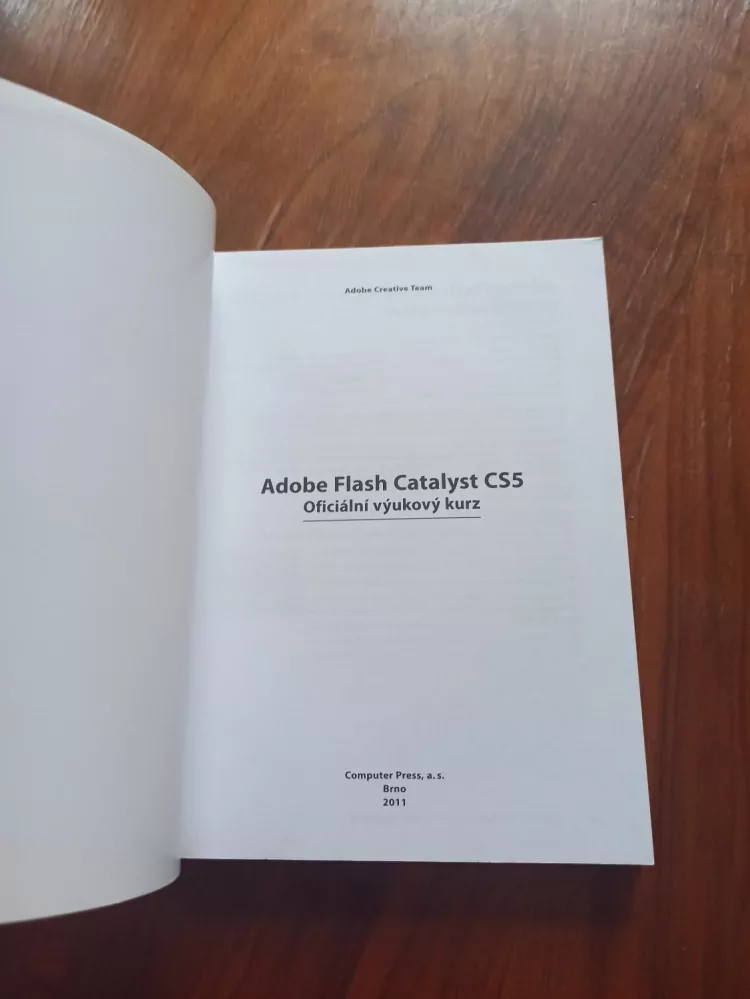 Adobe Creative Team
Adobe Flash Catalyst CS5
Oficiální výukový kurz
Computer Press, a. s.
Brno
2011